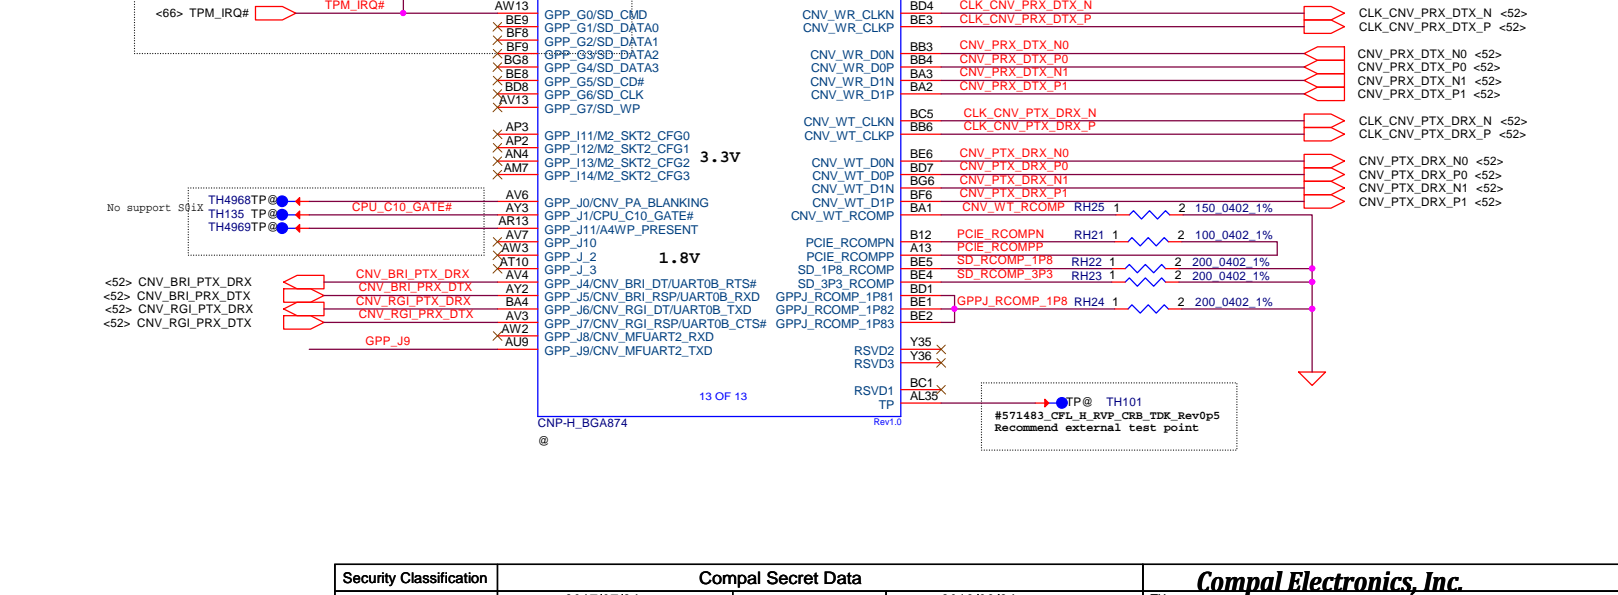 <66> TPM_IRQ# TPM_IRQ#
AW13 GPP_G0/SD_CMD
BE9 GPP_G1/SD_DATA0
BF8 GPP_G2/SD_DATA1
BF9 GPP_G3/SD_DATA2
BG8 GPP_G4/SD_DATA3
BE8 GPP_G5/SD_CD#
BD8 GPP_G6/SD_CLK
AV13 GPP_G7/SD_WP
AP3 GPP_I11/M2_SKT2_CFG0
AP2 GPP_I12/M2_SKT2_CFG1
AN4 GPP_I13/M2_SKT2_CFG2
AM7 GPP_I14/M2_SKT2_CFG3
3.3V
No support S0iX
TH4968 TP@ AV6 GPP_J0/CNV_PA_BLANKING
TH135 TP@ CPU_C10_GATE# AY3 GPP_J1/CPU_C10_GATE#
TH4969 TP@ AR13 GPP_J11/A4WP_PRESENT
AV7 GPP_J10
AW3 GPP_J_2
AT10 GPP_J_3
1.8V
<52> CNV_BRI_PTX_DRX CNV_BRI_PTX_DRX AV4 GPP_J4/CNV_BRI_DT/UART0B_RTS#
<52> CNV_BRI_PRX_DTX CNV_BRI_PRX_DTX AY2 GPP_J5/CNV_BRI_RSP/UART0B_RXD
<52> CNV_RGI_PTX_DRX CNV_RGI_PTX_DRX BA4 GPP_J6/CNV_RGI_DT/UART0B_TXD
<52> CNV_RGI_PRX_DTX CNV_RGI_PRX_DTX AV3 GPP_J7/CNV_RGI_RSP/UART0B_CTS#
AW2 GPP_J8/CNV_MFUART2_RXD
GPP_J9 AU9 GPP_J9/CNV_MFUART2_TXD
CNV_WR_CLKN BD4 CLK_CNV_PRX_DTX_N CLK_CNV_PRX_DTX_N <52>
CNV_WR_CLKP BE3 CLK_CNV_PRX_DTX_P CLK_CNV_PRX_DTX_P <52>
CNV_WR_D0N BB3 CNV_PRX_DTX_N0 CNV_PRX_DTX_N0 <52>
CNV_WR_D0P BB4 CNV_PRX_DTX_P0 CNV_PRX_DTX_P0 <52>
CNV_WR_D1N BA3 CNV_PRX_DTX_N1 CNV_PRX_DTX_N1 <52>
CNV_WR_D1P BA2 CNV_PRX_DTX_P1 CNV_PRX_DTX_P1 <52>
CNV_WT_CLKN BC5 CLK_CNV_PTX_DRX_N CLK_CNV_PTX_DRX_N <52>
CNV_WT_CLKP BB6 CLK_CNV_PTX_DRX_P CLK_CNV_PTX_DRX_P <52>
CNV_WT_D0N BE6 CNV_PTX_DRX_N0 CNV_PTX_DRX_N0 <52>
CNV_WT_D0P BD7 CNV_PTX_DRX_P0 CNV_PTX_DRX_P0 <52>
CNV_WT_D1N BG6 CNV_PTX_DRX_N1 CNV_PTX_DRX_N1 <52>
CNV_WT_D1P BF6 CNV_PTX_DRX_P1 CNV_PTX_DRX_P1 <52>
CNV_WT_RCOMP BA1 CNV_WT_RCOMP RH25 1 2 150_0402_1%
PCIE_RCOMPN B12 PCIE_RCOMPN RH21 1 2 100_0402_1%
PCIE_RCOMPP A13 PCIE_RCOMPP
SD_1P8_RCOMP BE5 SD_RCOMP_1P8 RH22 1 2 200_0402_1%
SD_3P3_RCOMP BE4 SD_RCOMP_3P3 RH23 1 2 200_0402_1%
GPPJ_RCOMP_1P81 BD1
GPPJ_RCOMP_1P82 BE1 GPPJ_RCOMP_1P8 RH24 1 2 200_0402_1%
GPPJ_RCOMP_1P83 BE2
RSVD2 Y35
RSVD3 Y36
RSVD1 BC1
TP AL35 TP@ TH101
#571483_CFL_H_RVP_CRB_TDK_Rev0p5
Recommend external test point
13 OF 13
CNP-H_BGA874 Rev1.0
@
Security Classification Compal Secret Data Compal Electronics, Inc.